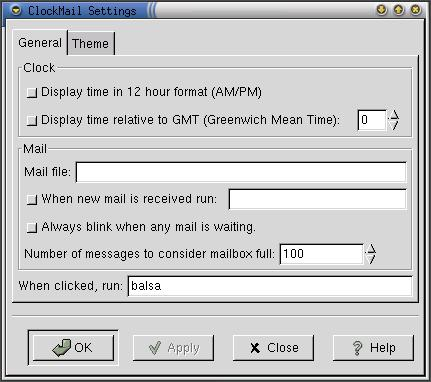 ClockMail Settings
General Theme
Clock
Display time in 12 hour format (AM/PM)
Display time relative to GMT (Greenwich Mean Time): 0
Mail
Mail file:
When new mail is received run:
Always blink when any mail is waiting.
Number of messages to consider mailbox full: 100
When clicked, run: balsa
OK Apply Close Help